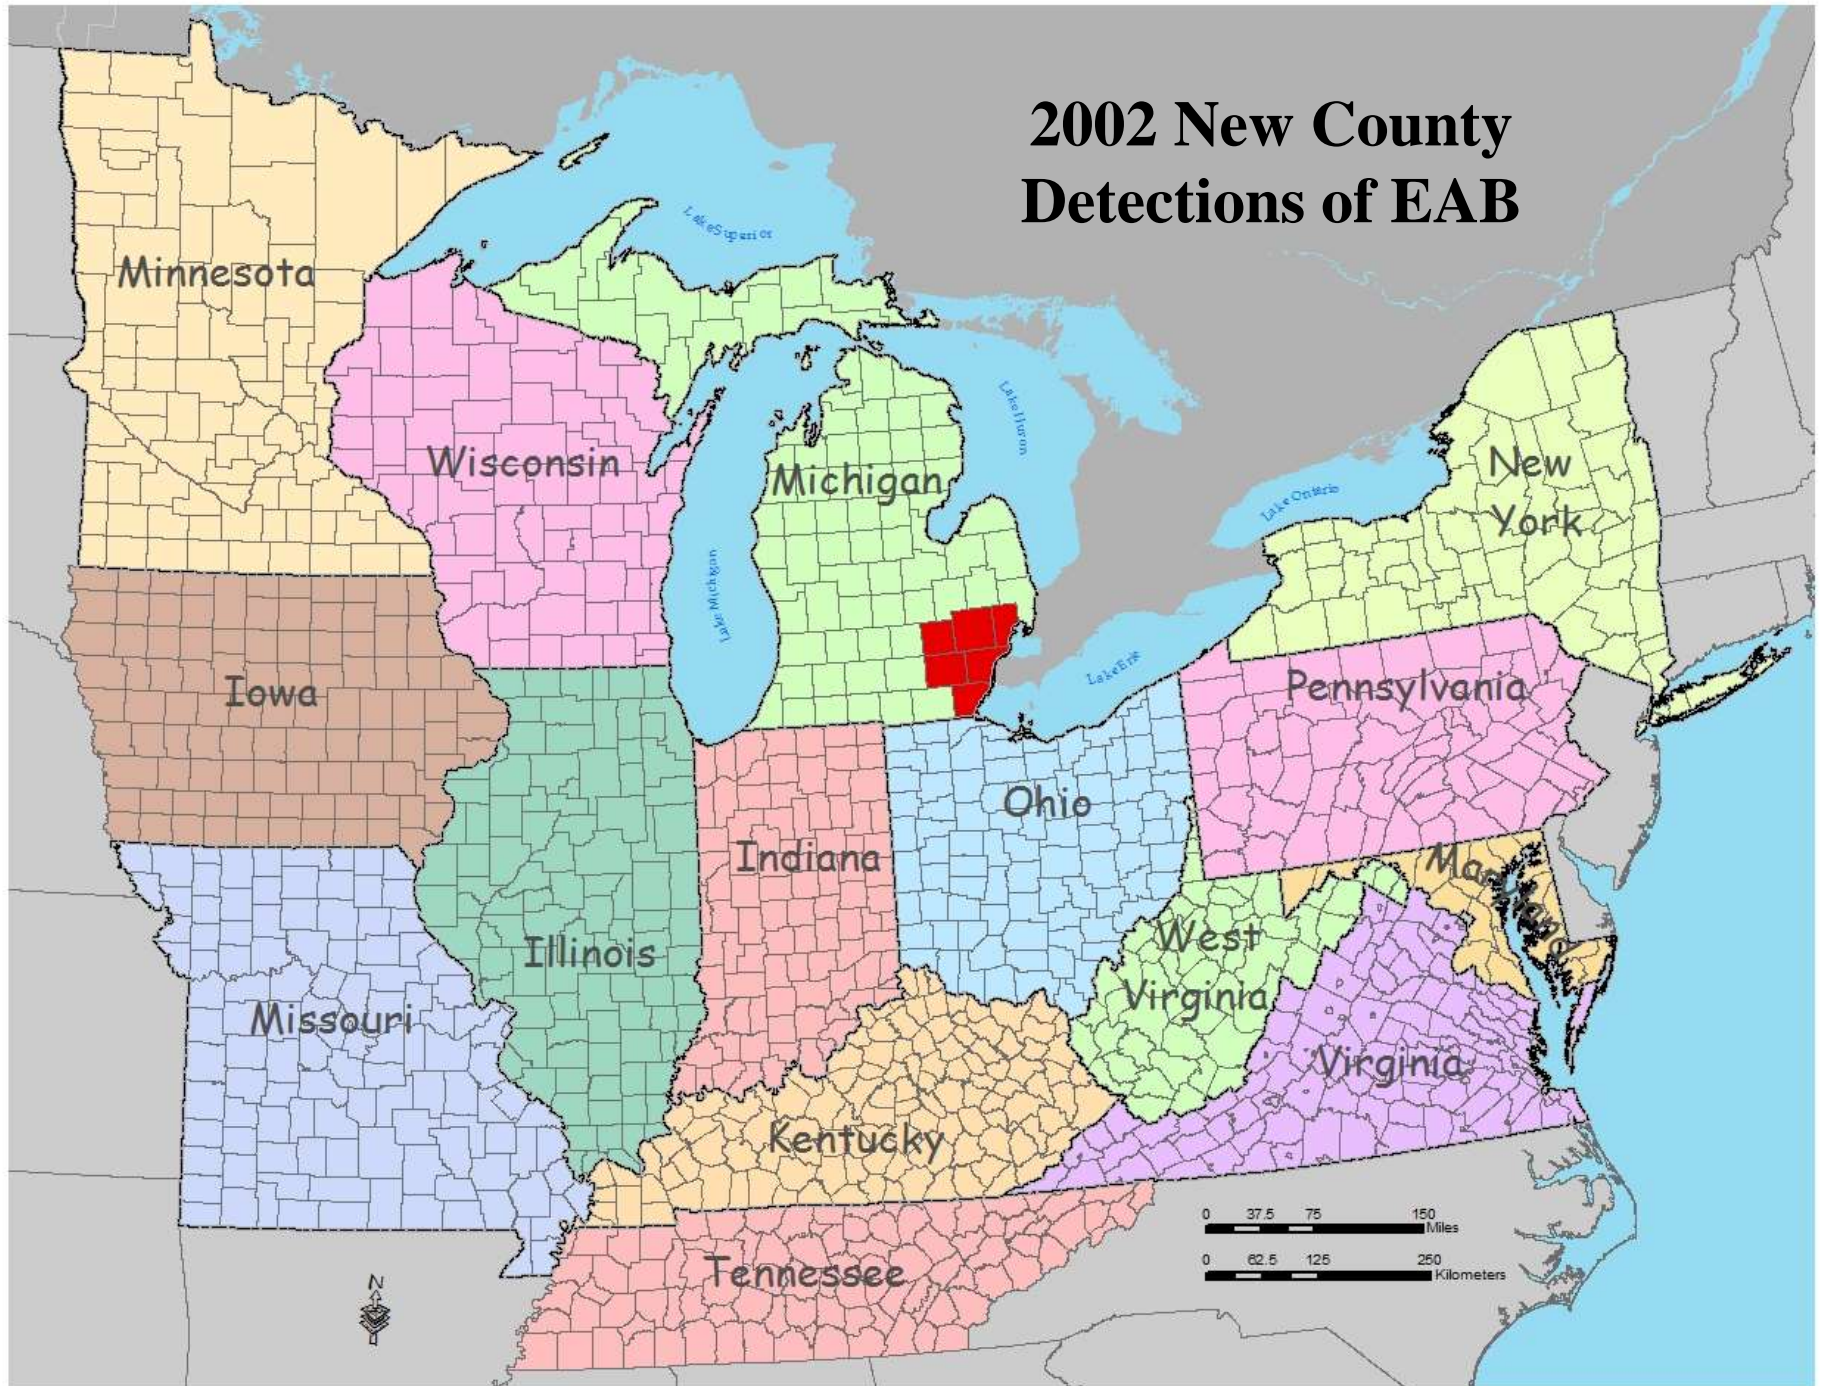 2002 New County
Detections of EAB
Lake Superior
Minnesota
Wisconsin
Michigan
Lake Huron
Lake Michigan
Lake Ontario
New
York
Lake Erie
Pennsylvania
Iowa
Ohio
Indiana
Maryland
Illinois
West
Virginia
Missouri
Virginia
Kentucky
Tennessee
0 37.5 75 150
Miles
0 62.5 125 250
Kilometers
N